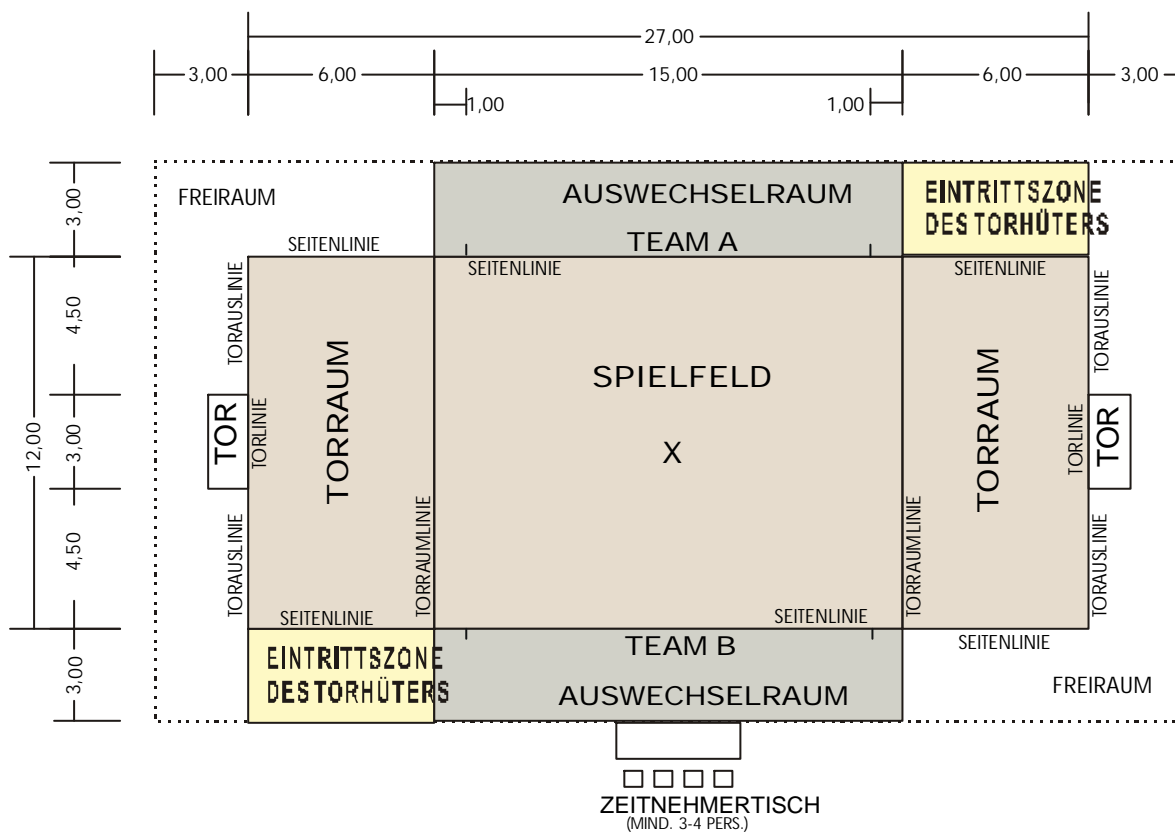 27,00
3,00 6,00 15,00 6,00 3,00
1,00 1,00
FREIRAUM
AUSWECHSELRAUM
TEAM A
EINTRITTSZONE
DES TORHÜTERS
SEITENLINIE
SEITENLINIE
SEITENLINIE
3,00
4,50
3,00
4,50
3,00
12,00
TORAUSLINIE
TOR
TORLINIE
TORAUSLINIE
TORRAUM
TORRAUMLINIE
SPIELFELD
X
TORRAUMLINIE
TORRAUM
TORAUSLINIE
TORLINIE
TOR
TORAUSLINIE
SEITENLINIE
SEITENLINIE
SEITENLINIE
EINTRITTSZONE
DES TORHÜTERS
TEAM B
AUSWECHSELRAUM
FREIRAUM
ZEITNEHMERTISCH
(MIND. 3-4 PERS.)